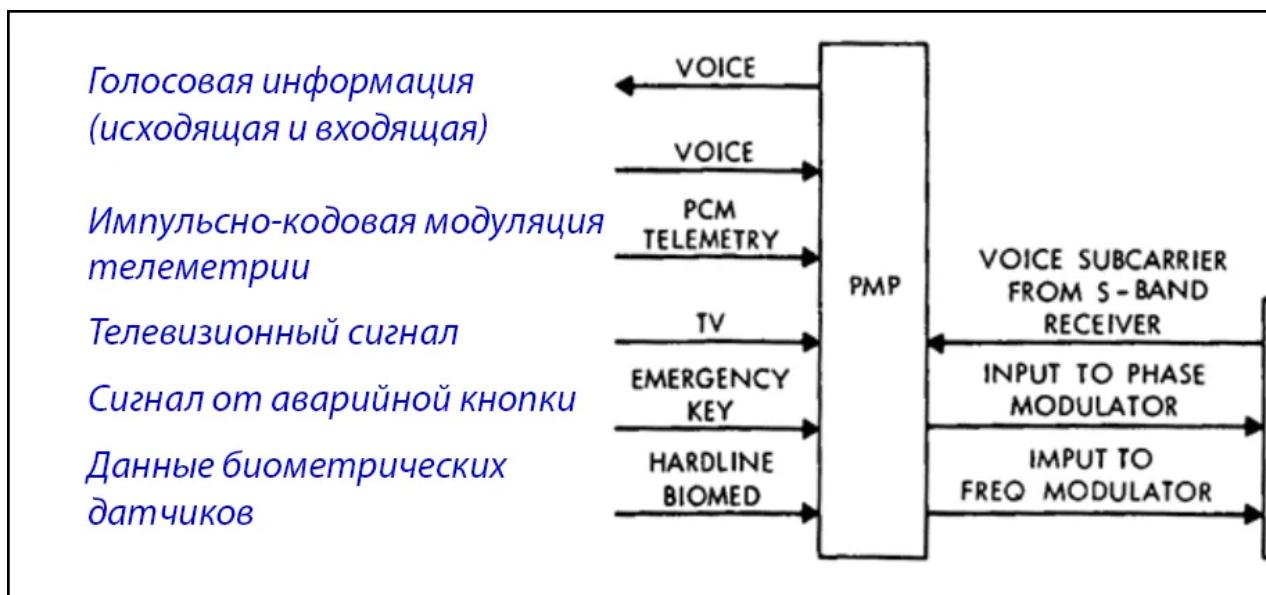 Голосовая информация
(исходящая и входящая)
Импульсно-кодовая модуляция
телеметрии
Телевизионный сигнал
Сигнал от аварийной кнопки
Данные биометрических
датчиков
VOICE
VOICE
PCM
TELEMETRY
TV
EMERGENCY
KEY
HARDLINE
BIOMED
PMP
VOICE SUBCARRIER
FROM S-BAND
RECEIVER
INPUT TO PHASE
MODULATOR
IMPUT TO
FREQ MODULATOR